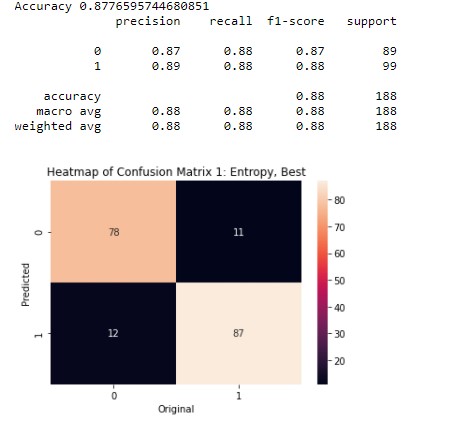 Accuracy 0.8776595744680851
precision recall f1-score support
0 0.87 0.88 0.87 89
1 0.89 0.88 0.88 99
accuracy 0.88 188
macro avg 0.88 0.88 0.88 188
weighted avg 0.88 0.88 0.88 188
Heatmap of Confusion Matrix 1: Entropy, Best
0
1
Predicted
78 11
12 87
0 1
Original
80
70
60
50
40
30
20